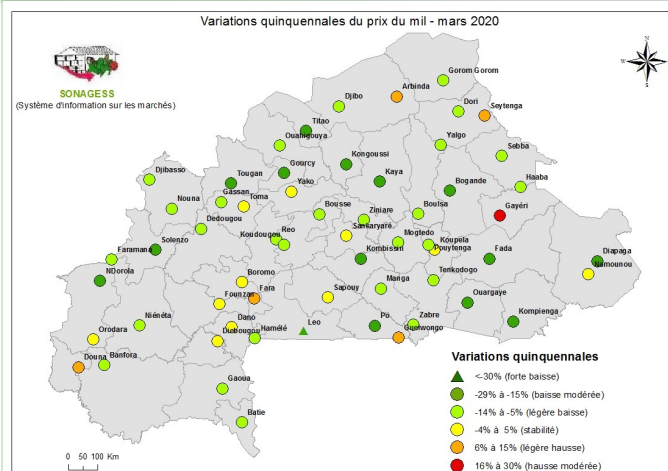 Variations quinquennales du prix du mil - mars 2020
N
W
E
S
SONAGESS
(Système d'information sur les marchés)
Gorom Gorom
Arbinda
Djibo
Dori
Seytenga
Titao
Ouahigouya
Yalgo
Sebba
Kongoussi
Djibasso
Tougan
Gourcy
Kaya
Yako
Bogande
Haaba
Gassan
Toma
Nouna
Bousse
Ziniare
Boulsa
Gayéri
Dedougou
Sankaryaré
Koudougou
Reo
Mogtedo
Koupela
Pouytenga
Solenzo
Faramana
Kombissiri
Fada
Diapaga
Namounou
NDorola
Boromo
Tenkodogo
Fara
Manga
Founzan
Sapouy
Ouargaye
Niénéta
Dano
Leo
Pô
Zabre
Kompienga
Orodara
Diebougou
Hamélé
Guelwongo
Douna
Banfora
Gaoua
Batie
Variations quinquennales
<-30% (forte baisse)
-29% à -15% (baisse modérée)
-14% à -5% (légère baisse)
-4% à 5% (stabilité)
6% à 15% (légère hausse)
16% à 30% (hausse modérée)
0 50 100 Km